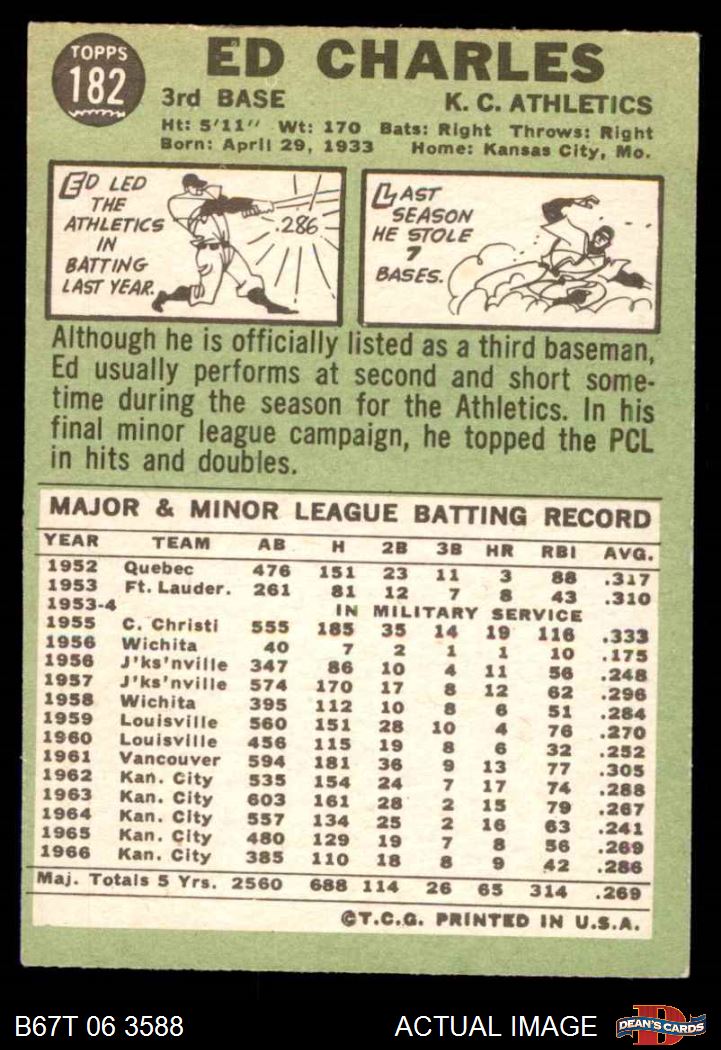 TOPPS
182
ED CHARLES
3rd BASE K. C. ATHLETICS
Ht: 5'11" Wt: 170 Bats: Right Throws: Right
Born: April 29, 1933 Home: Kansas City, Mo.
ED LED
THE
ATHLETICS
IN
BATTING
LAST YEAR.
.286
LAST
SEASON
HE STOLE
7
BASES.
Although he is officially listed as a third baseman,
Ed usually performs at second and short some-
time during the season for the Athletics. In his
final minor league campaign, he topped the PCL
in hits and doubles.
MAJOR & MINOR LEAGUE BATTING RECORD
YEAR TEAM AB H 2B 3B HR RBI AVG.
1952 Quebec 476 151 23 11 3 88 .317
1953 Ft. Lauder. 261 81 12 7 8 43 .310
1953-4 IN MILITARY SERVICE
1955 C. Christi 555 185 35 14 19 116 .333
1956 Wichita 40 7 2 1 1 10 .175
1956 J'ks'nville 347 86 10 4 11 56 .248
1957 J'ks'nville 574 170 17 8 12 62 .296
1958 Wichita 395 112 10 8 6 51 .284
1959 Louisville 560 151 28 10 4 76 .270
1960 Louisville 456 115 19 8 6 32 .252
1961 Vancouver 594 181 36 9 13 77 .305
1962 Kan. City 535 154 24 7 17 74 .288
1963 Kan. City 603 161 28 2 15 79 .267
1964 Kan. City 557 134 25 2 16 63 .241
1965 Kan. City 480 129 19 7 8 56 .269
1966 Kan. City 385 110 18 8 9 42 .286
Maj. Totals 5 Yrs. 2560 688 114 26 65 314 .269
©T.C.G. PRINTED IN U.S.A.
B67T 06 3588 ACTUAL IMAGE
D
DEAN'S CARDS